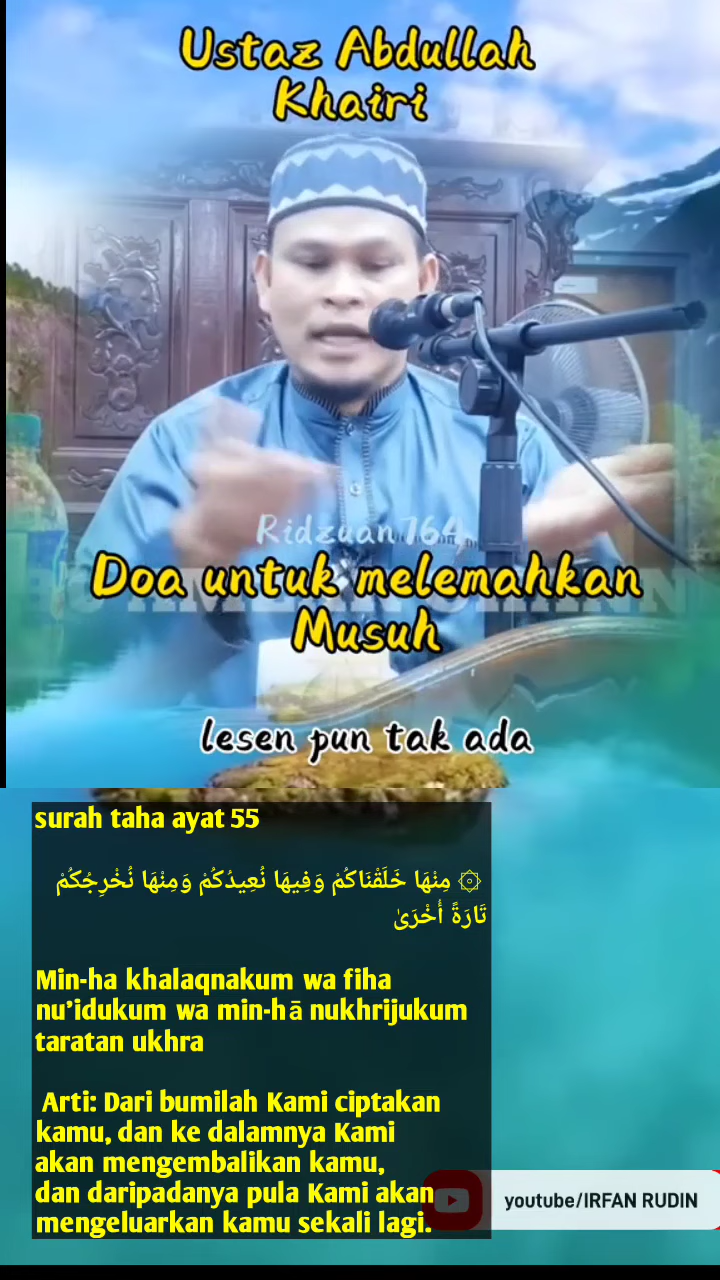 Ustaz Abdullah
Khairi
Ridzuan764
Doa untuk melemahkan
Musuh
lesen pun tak ada
surah taha ayat 55
۞ مِنْهَا خَلَقْنَاكُمْ وَفِيهَا نُعِيدُكُمْ وَمِنْهَا نُخْرِجُكُمْ
تَارَةً أُخْرَىٰ
Min-ha khalaqnakum wa fiha
nu'idukum wa min-hā nukhrijukum
taratan ukhra
Arti: Dari bumilah Kami ciptakan
kamu, dan ke dalamnya Kami
akan mengembalikan kamu,
dan daripadanya pula Kami akan
mengeluarkan kamu sekali lagi.
youtube/IRFAN RUDIN